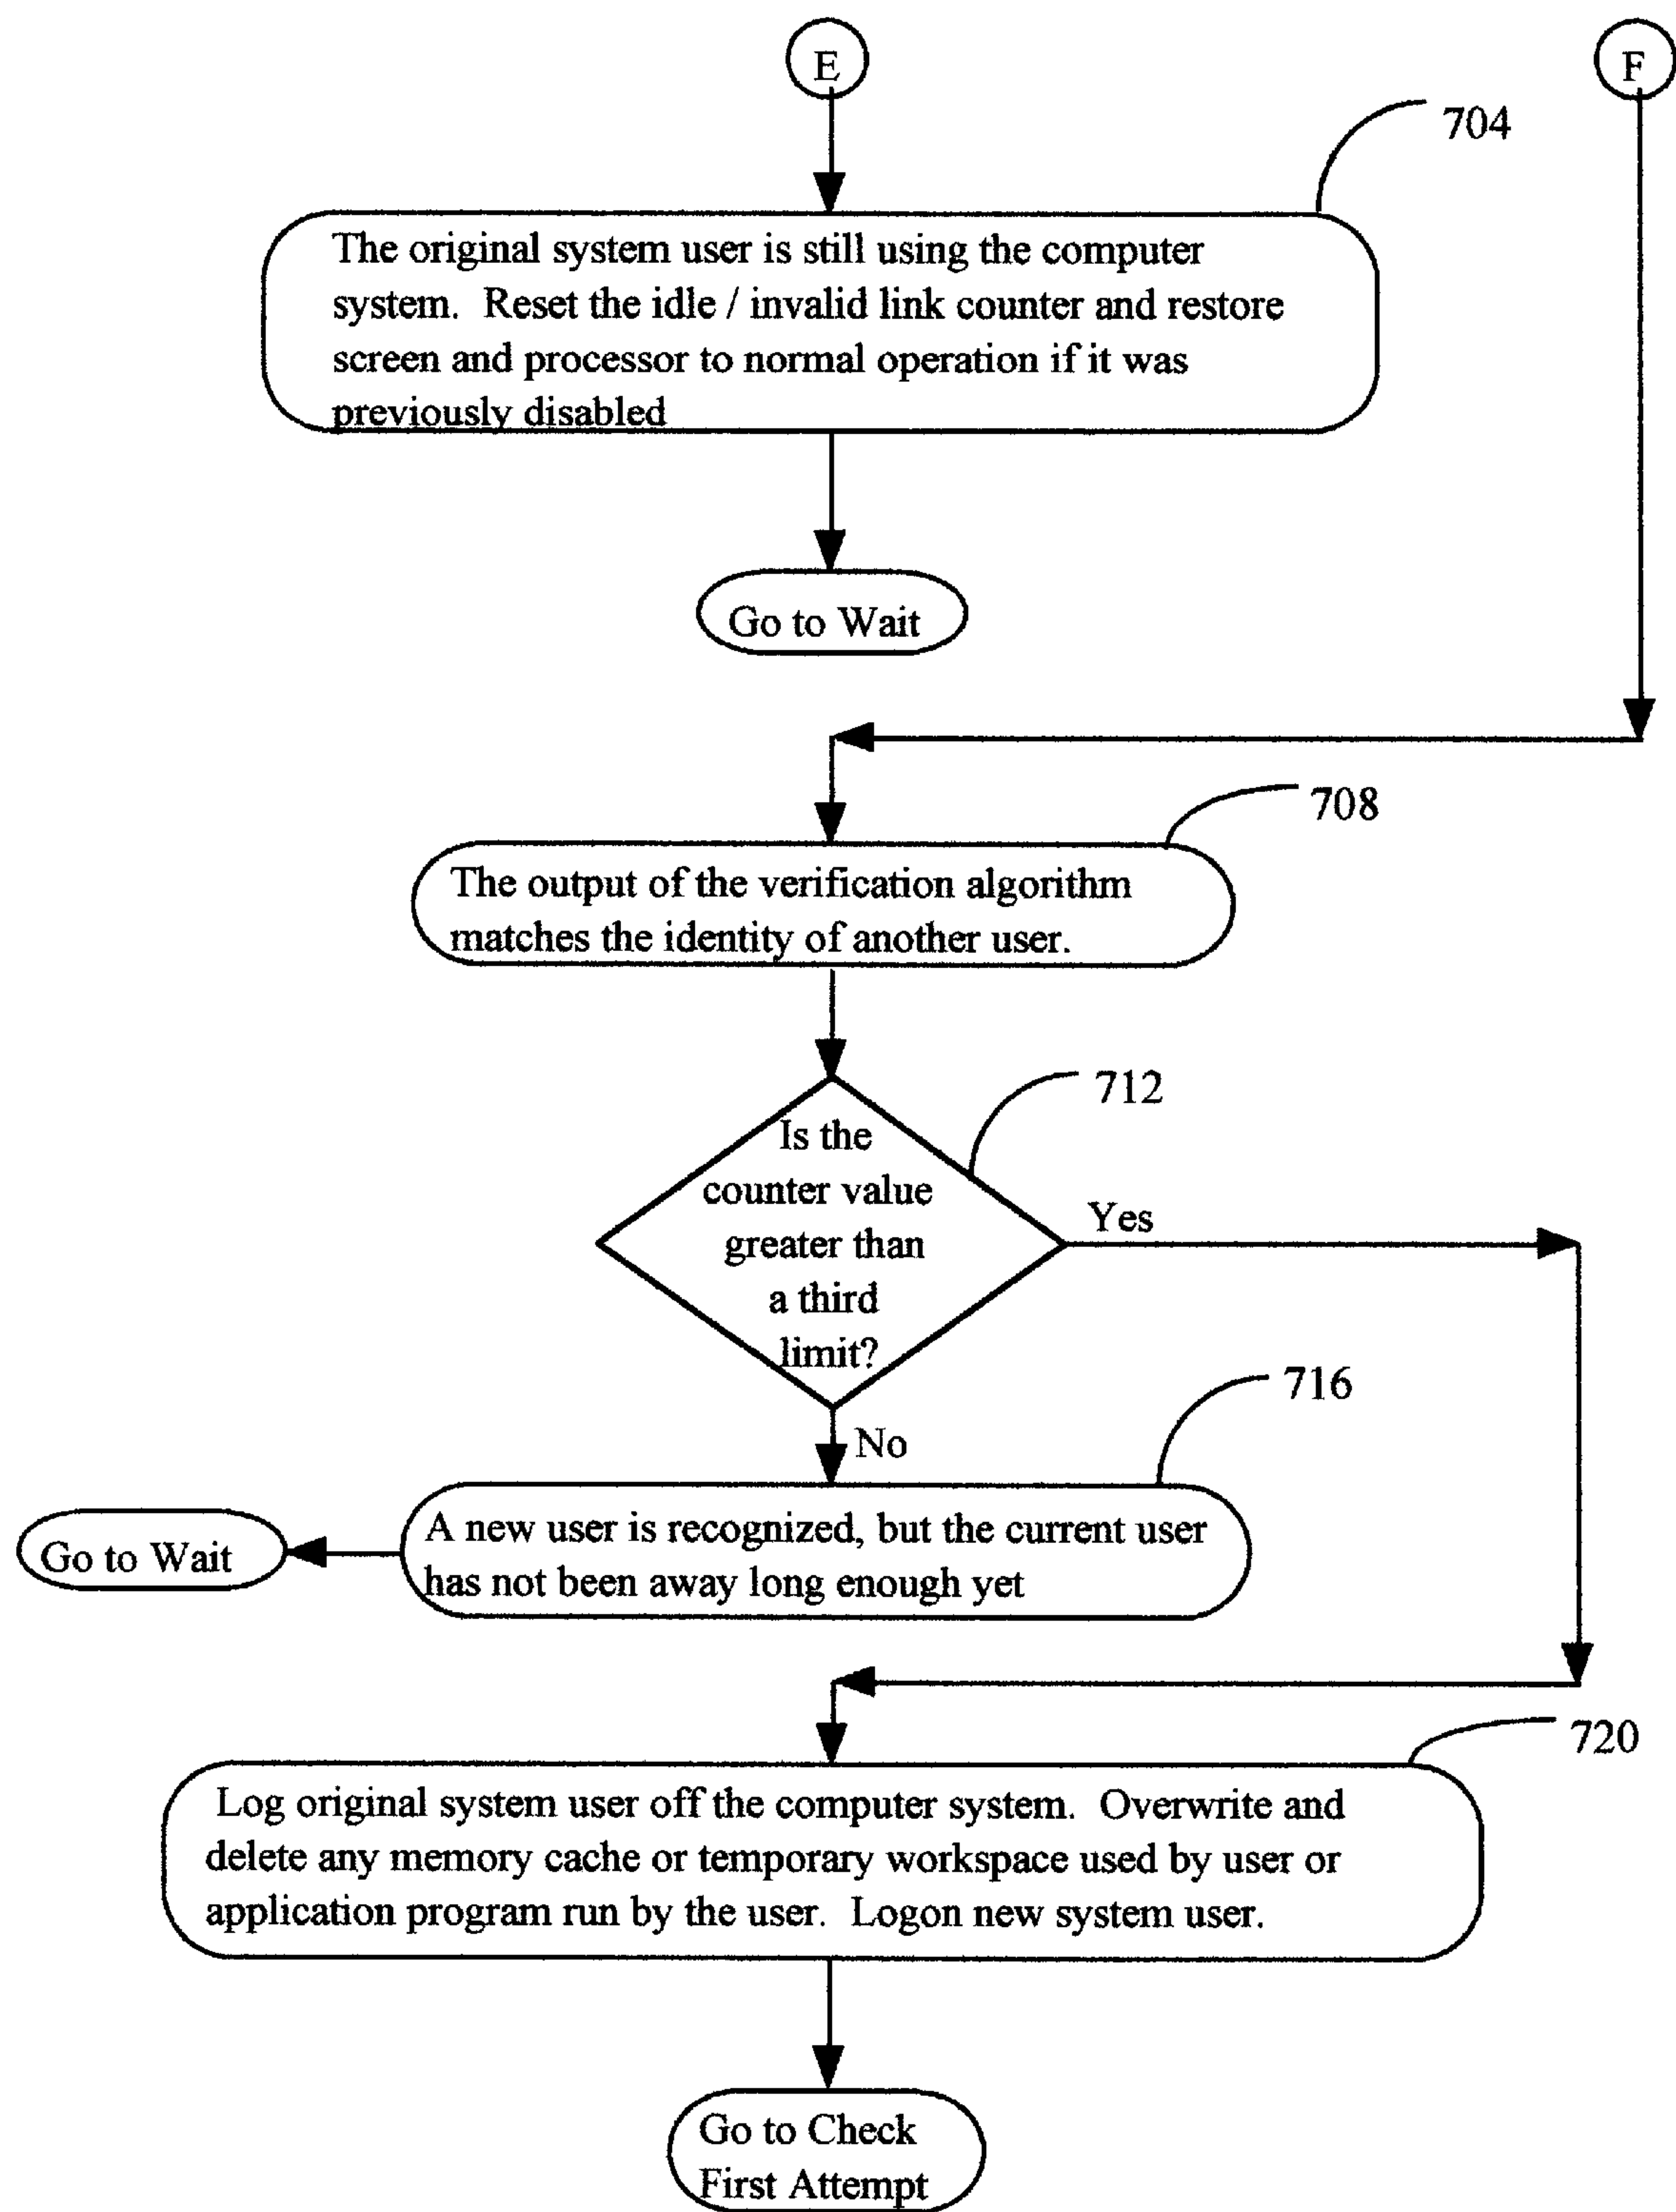 E
F
704
The original system user is still using the computer
system. Reset the idle / invalid link counter and restore
screen and processor to normal operation if it was
previously disabled
Go to Wait
708
The output of the verification algorithm
matches the identity of another user.
712
Is the
counter value
greater than
a third
limit?
Yes
No
716
A new user is recognized, but the current user
has not been away long enough yet
Go to Wait
720
Log original system user off the computer system. Overwrite and
delete any memory cache or temporary workspace used by user or
application program run by the user. Logon new system user.
Go to Check
First Attempt